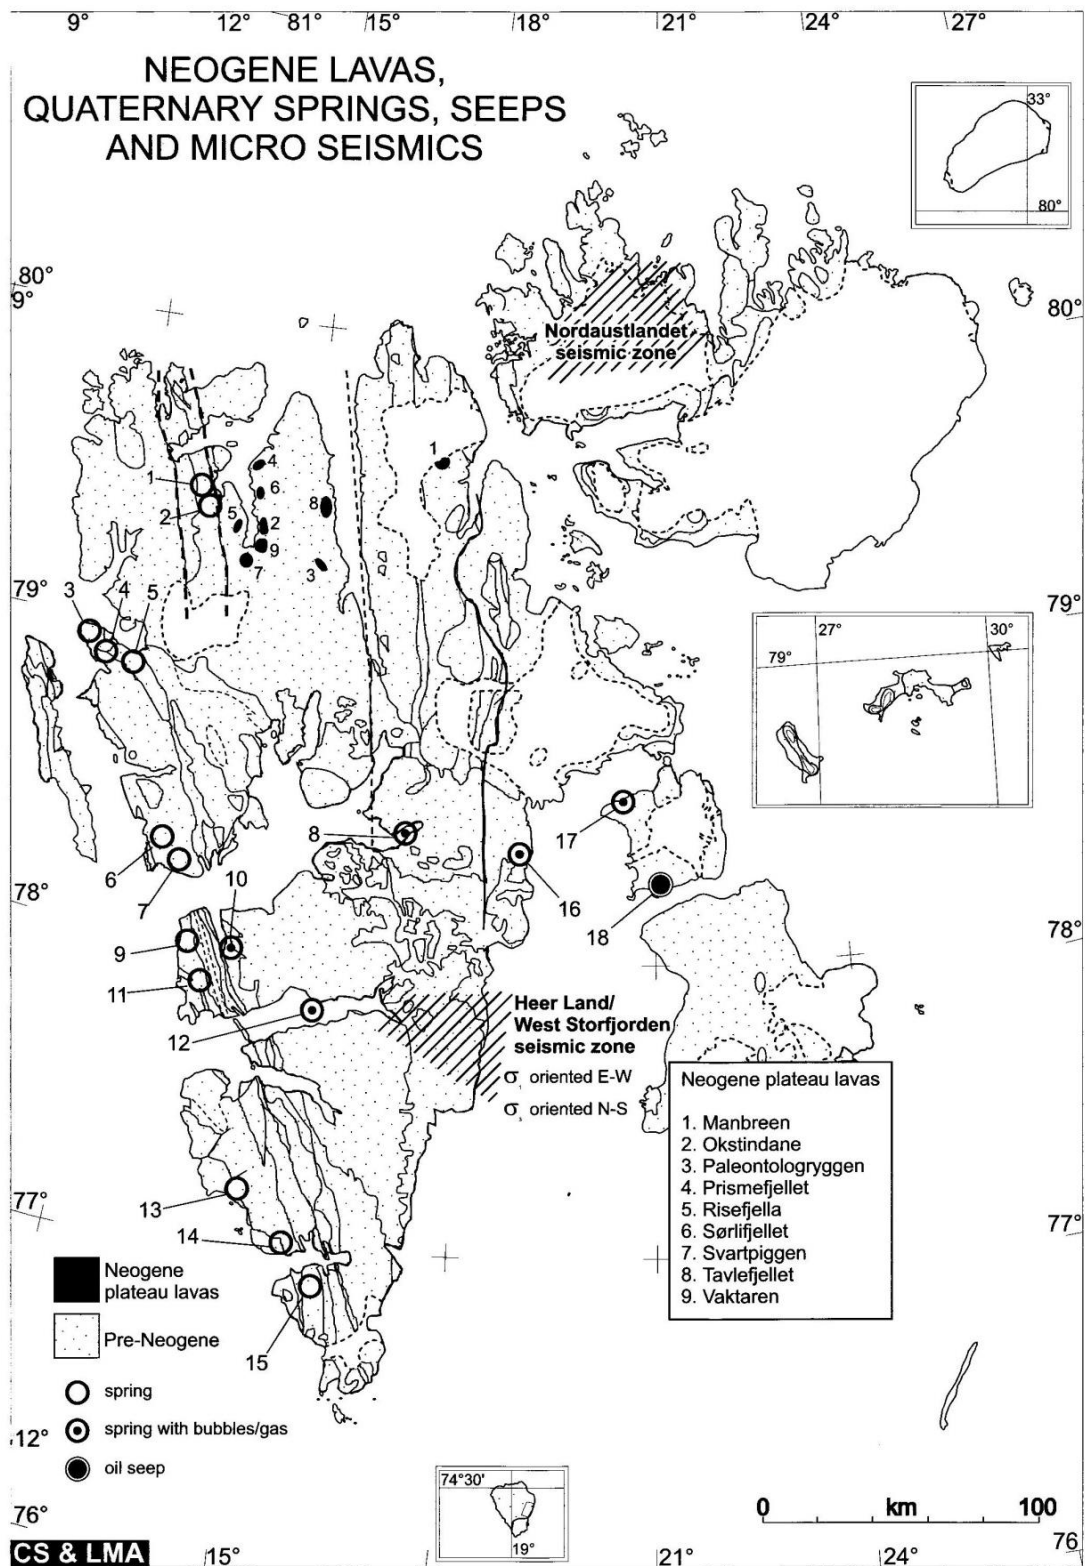 9° 12° 81° 15° 18° 21° 24° 27°
NEOGENE LAVAS,
QUATERNARY SPRINGS, SEEPS
AND MICRO SEISMICS
33°
80°
80°
9°
80°
Nordaustlandet
seismic zone
1
4
1
6
8
2
5
2
9
7
3
79°
79°
3 4 5
27° 30°
79°
8
17
6
7
10
16
18
78°
78°
9
11
12
Heer Land/
West Storfjorden
seismic zone
σ₁ oriented E-W
σ₃ oriented N-S
Neogene plateau lavas
1. Manbreen
2. Okstindane
3. Paleontologryggen
4. Prismefjellet
5. Risefjella
6. Sørlifjellet
7. Svartpiggen
8. Tavlefjellet
9. Vaktaren
77°
77°
13
14
15
Neogene
plateau lavas
Pre-Neogene
spring
spring with bubbles/gas
oil seep
12°
74°30'
19°
0 km 100
76°
76
CS & LMA
15° 21° 24°